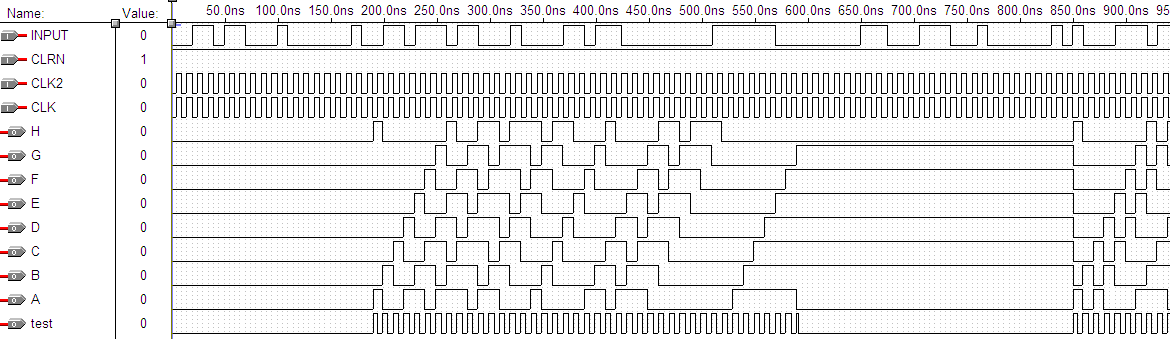 Name: Value: 50.0ns 100.0ns 150.0ns 200.0ns 250.0ns 300.0ns 350.0ns 400.0ns 450.0ns 500.0ns 550.0ns 600.0ns 650.0ns 700.0ns 750.0ns 800.0ns 850.0ns 900.0ns 95
INPUT 0
CLRN 1
CLK2 0
CLK 0
H 0
G 0
F 0
E 0
D 0
C 0
B 0
A 0
test 0